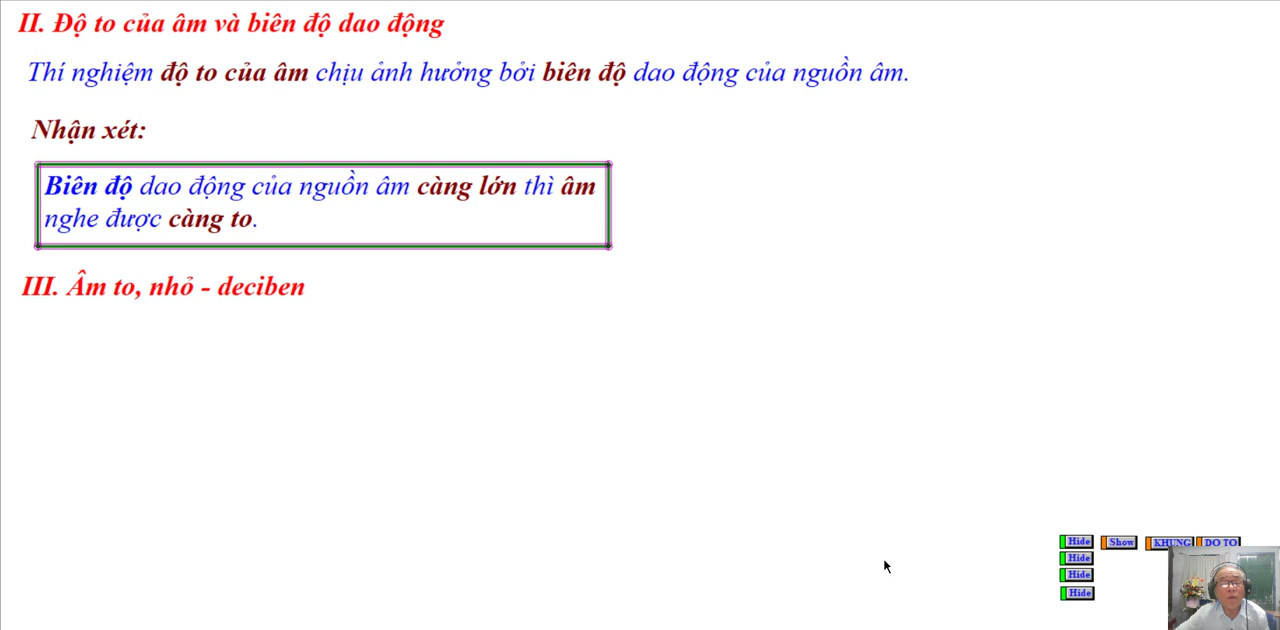 II. Độ to của âm và biên độ dao động
Thí nghiệm độ to của âm chịu ảnh hưởng bởi biên độ dao động của nguồn âm.
Nhận xét:
Biên độ dao động của nguồn âm càng lớn thì âm
nghe được càng to.
III. Âm to, nhỏ - deciben
Hide Show KHUNG DO TO
Hide
Hide
Hide